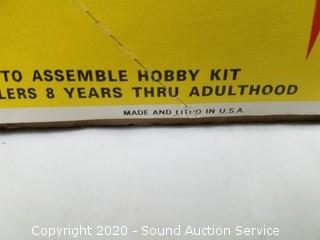 TO ASSEMBLE HOBBY KIT
LERS 8 YEARS THRU ADULTHOOD
MADE AND LITHO IN U.S.A.
Copyright 2020 - Sound Auction Service